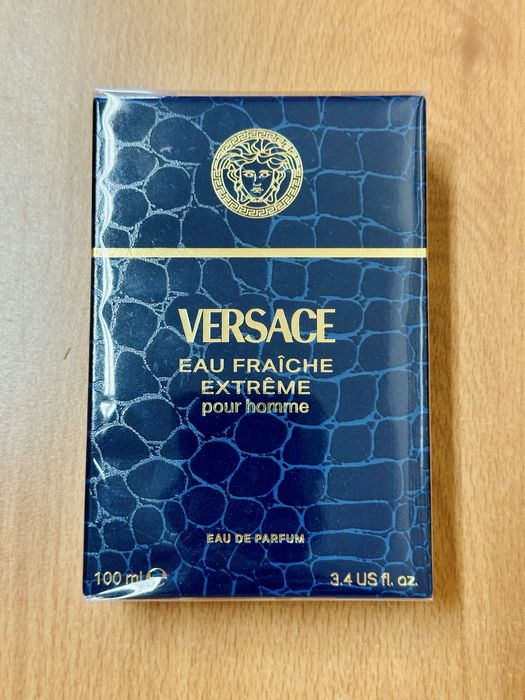 VERSACE
EAU FRAÎCHE
EXTRÊME
pour homme
EAU DE PARFUM
100 ml ℮ 3.4 US fl. oz.